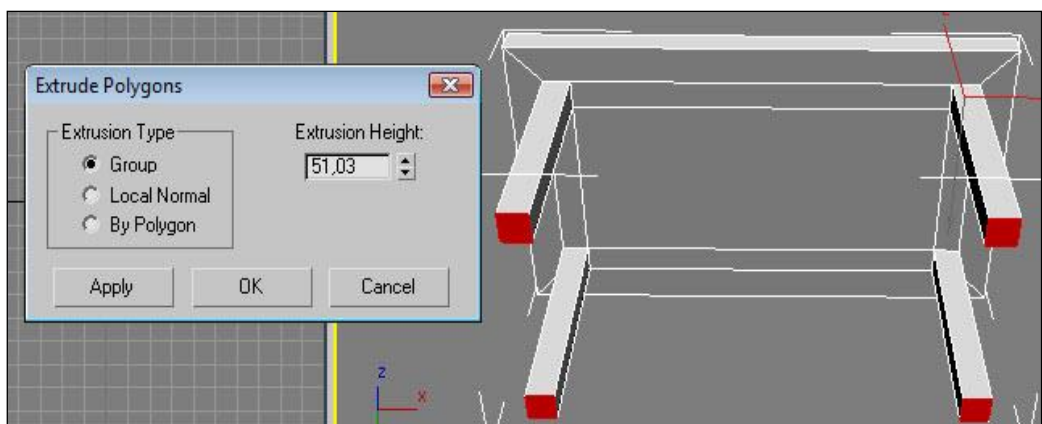 Extrude Polygons
Extrusion Type
Group
Local Normal
By Polygon
Extrusion Height:
51,03
Apply
OK
Cancel
z
x